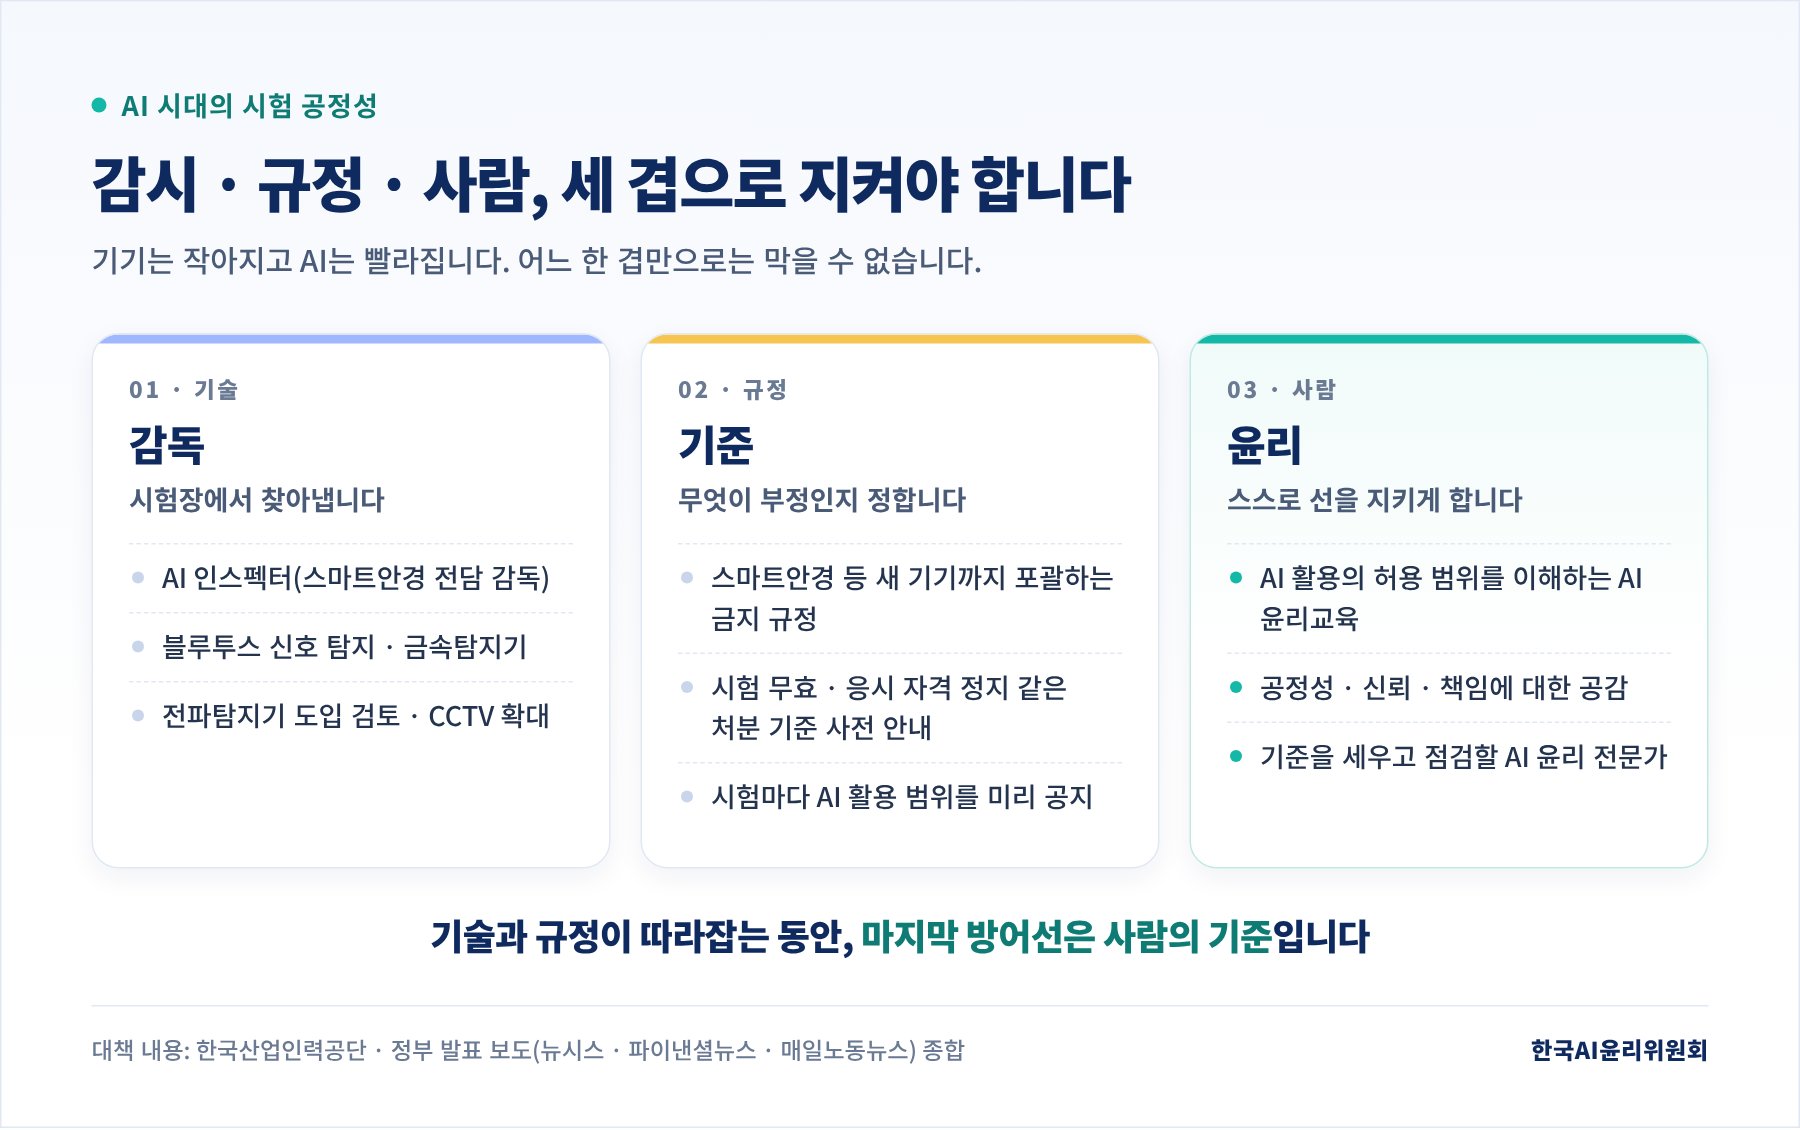 AI 시대의 시험 공정성
감시 · 규정 · 사람, 세 겹으로 지켜야 합니다
기기는 작아지고 AI는 빨라집니다. 어느 한 겹만으로는 막을 수 없습니다.
01 · 기술
감독
시험장에서 찾아냅니다
AI 인스펙터(스마트안경 전담 감독)
블루투스 신호 탐지 · 금속탐지기
전파탐지기 도입 검토 · CCTV 확대
02 · 규정
기준
무엇이 부정인지 정합니다
스마트안경 등 새 기기까지 포괄하는
금지 규정
시험 무효 · 응시 자격 정지 같은
처분 기준 사전 안내
시험마다 AI 활용 범위를 미리 공지
03 · 사람
윤리
스스로 선을 지키게 합니다
AI 활용의 허용 범위를 이해하는 AI
윤리교육
공정성 · 신뢰 · 책임에 대한 공감
기준을 세우고 점검할 AI 윤리 전문가
기술과 규정이 따라잡는 동안, 마지막 방어선은 사람의 기준입니다
대책 내용: 한국산업인력공단 · 정부 발표 보도(뉴시스 · 파이낸셜뉴스 · 매일노동뉴스) 종합
한국AI윤리위원회